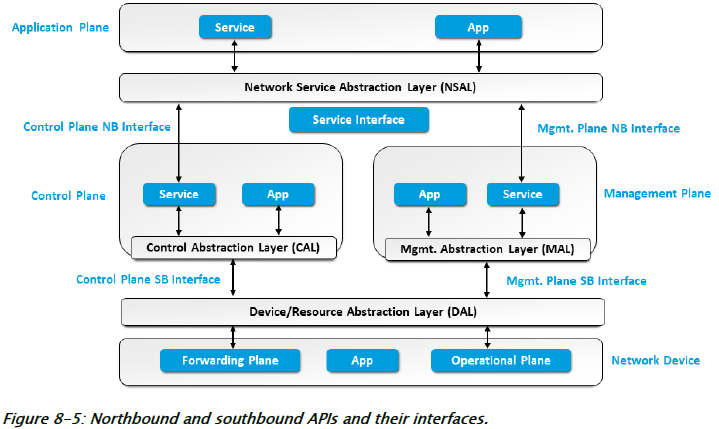 Application Plane
Service
App
Network Service Abstraction Layer (NSAL)
Control Plane NB Interface
Service Interface
Mgmt. Plane NB Interface
Control Plane
Service
App
App
Service
Management Plane
Control Abstraction Layer (CAL)
Mgmt. Abstraction Layer (MAL)
Control Plane SB Interface
Mgmt. Plane SB Interface
Device/Resource Abstraction Layer (DAL)
Forwarding Plane
App
Operational Plane
Network Device
Figure 8-5: Northbound and southbound APIs and their interfaces.